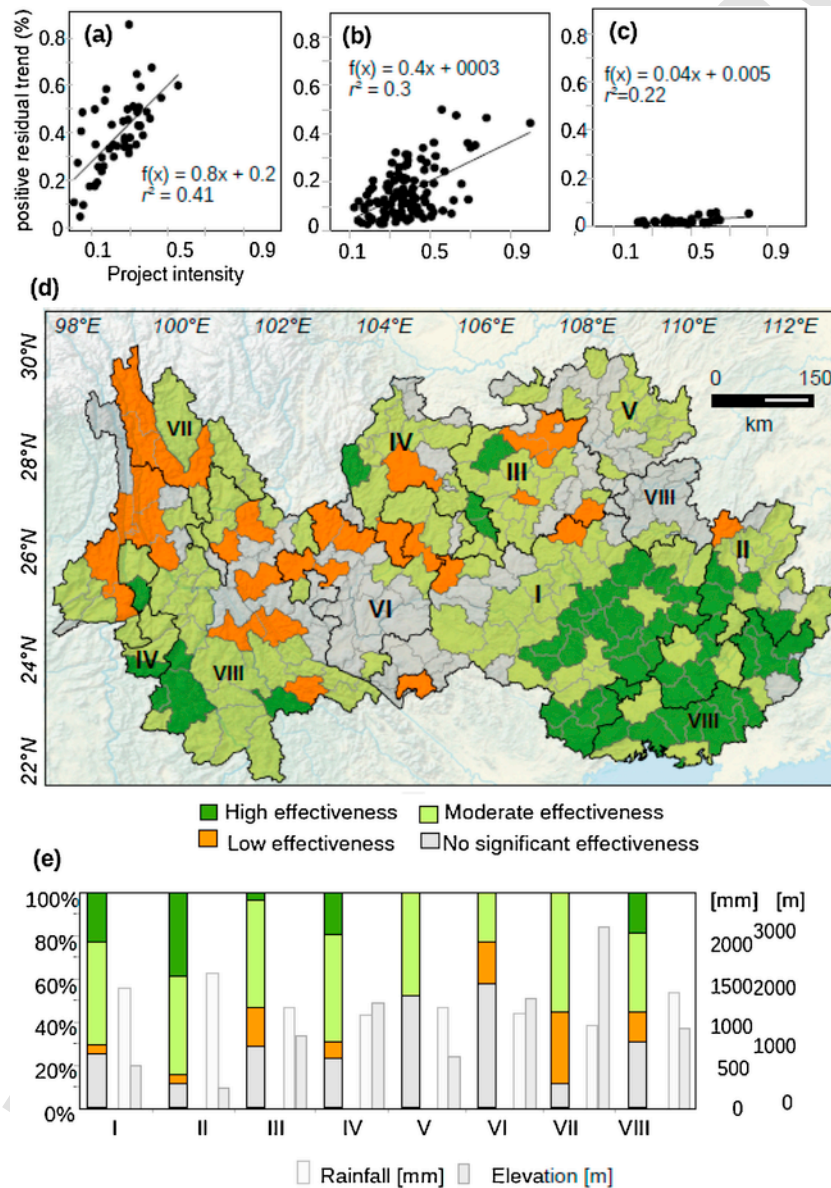 (a)
(b)
(c)
positive residual trend (%)
0.8
0.6
0.4
0.2
0
f(x) = 0.8x + 0.2
r² = 0.41
0.1
0.5
0.9
Project intensity
0.8
0.6
0.4
0.2
0
f(x) = 0.4x + 0003
r² = 0.3
0.1
0.5
0.9
0.8
0.6
0.4
0.2
0
f(x) = 0.04x + 0.005
r²=0.22
0.1
0.5
0.9
(d)
98°E 100°E 102°E 104°E 106°E 108°E 110°E 112°E
30°N
28°N
26°N
24°N
22°N
0 150
km
VII
IV
III
V
VIII
II
I
VI
IV
VIII
VIII
High effectiveness
Moderate effectiveness
Low effectiveness
No significant effectiveness
(e)
100%
80%
60%
40%
20%
0%
[mm] [m]
2000 3000
1500 2000
1000 1000
500
0 0
I II III IV V VI VII VIII
Rainfall [mm] Elevation [m]